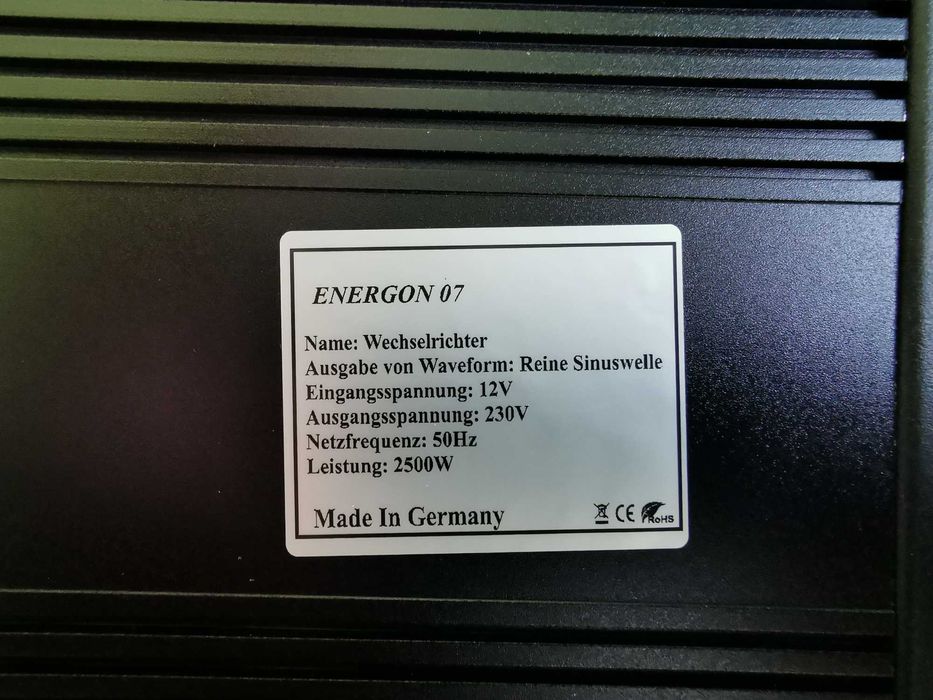 ENERGON 07
Name: Wechselrichter
Ausgabe von Waveform: Reine Sinuswelle
Eingangsspannung: 12V
Ausgangsspannung: 230V
Netzfrequenz: 50Hz
Leistung: 2500W
Made In Germany
CE RoHS